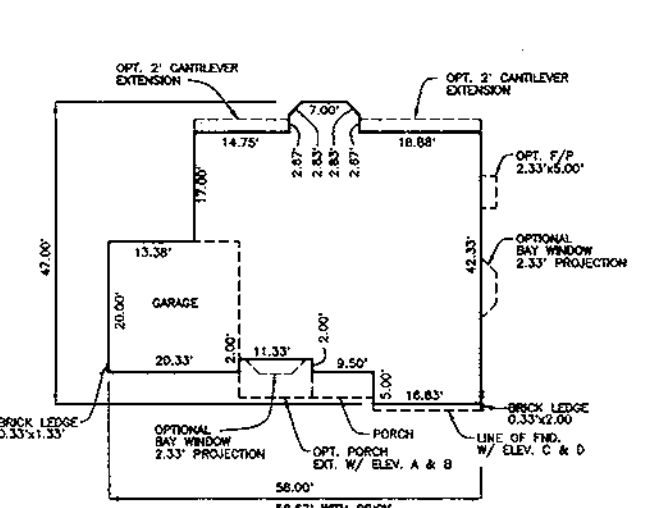 OPT. 2' CANTILEVER
EXTENSION
OPT. 2' CANTILEVER
EXTENSION
7.00'
14.75'
2.67'
2.83'
2.83'
2.67'
18.88'
OPT. F/P
2.33'x5.00'
17.00'
47.00'
13.38'
42.33'
OPTIONAL
BAY WINDOW
2.33' PROJECTION
20.00'
GARAGE
20.33'
2.00'
11.33'
2.00'
9.50'
5.00'
16.83'
BRICK LEDGE
0.33'x1.33'
OPTIONAL
BAY WINDOW
2.33' PROJECTION
OPT. PORCH
EXT. W/ ELEV. A & B
PORCH
BRICK LEDGE
0.33'x2.00
LINE OF FND.
W/ ELEV. C & D
58.00'
58.67' WITH BRICK